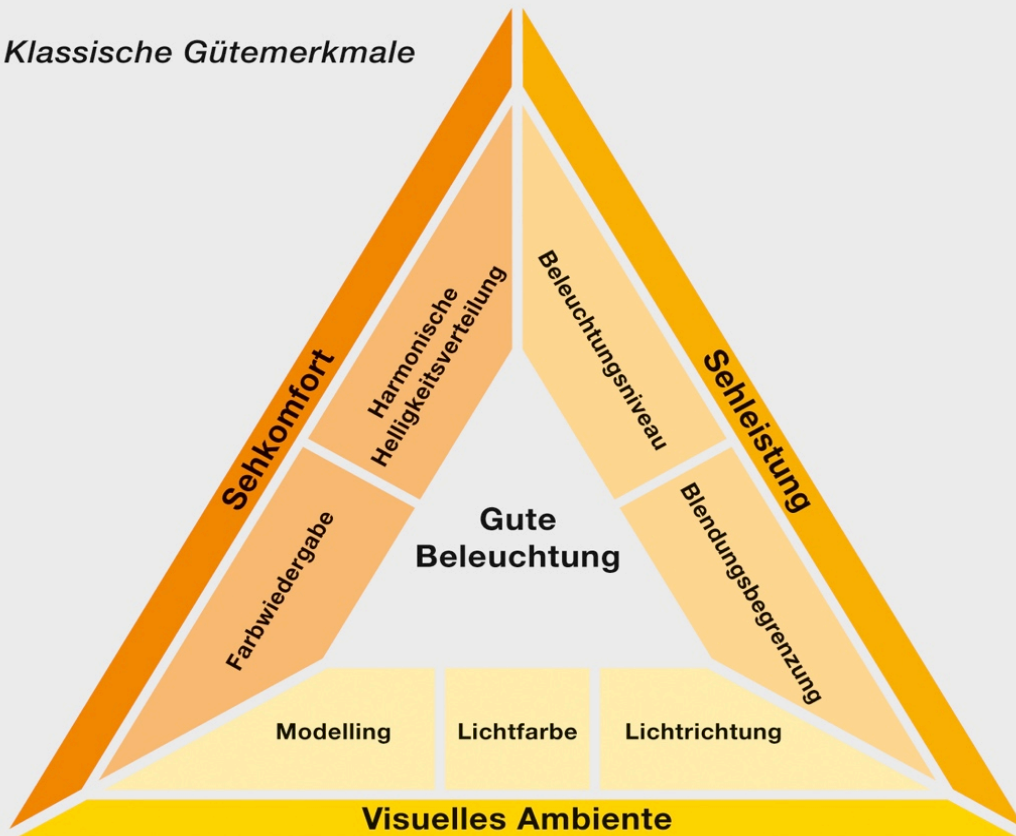 Klassische Gütemerkmale
Sehkomfort
Harmonische
Helligkeitsverteilung
Farbwiedergabe
Sehleistung
Beleuchtungsniveau
Blendungsbegrenzung
Gute
Beleuchtung
Modelling
Lichtfarbe
Lichtrichtung
Visuelles Ambiente